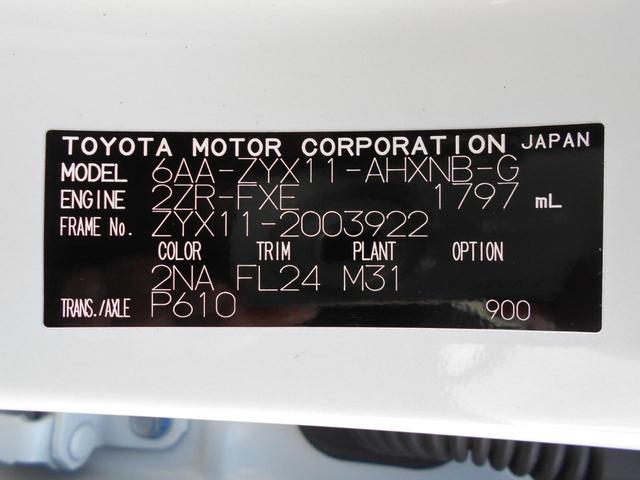 TOYOTA MOTOR CORPORATION JAPAN
MODEL 6AA-ZYX11-AHXNB-G
ENGINE 2ZR-FXE 1797 mL
FRAME No. ZYX11-2003922
COLOR TRIM PLANT OPTION
2NA FL24 M31
TRANS./AXLE P610 900